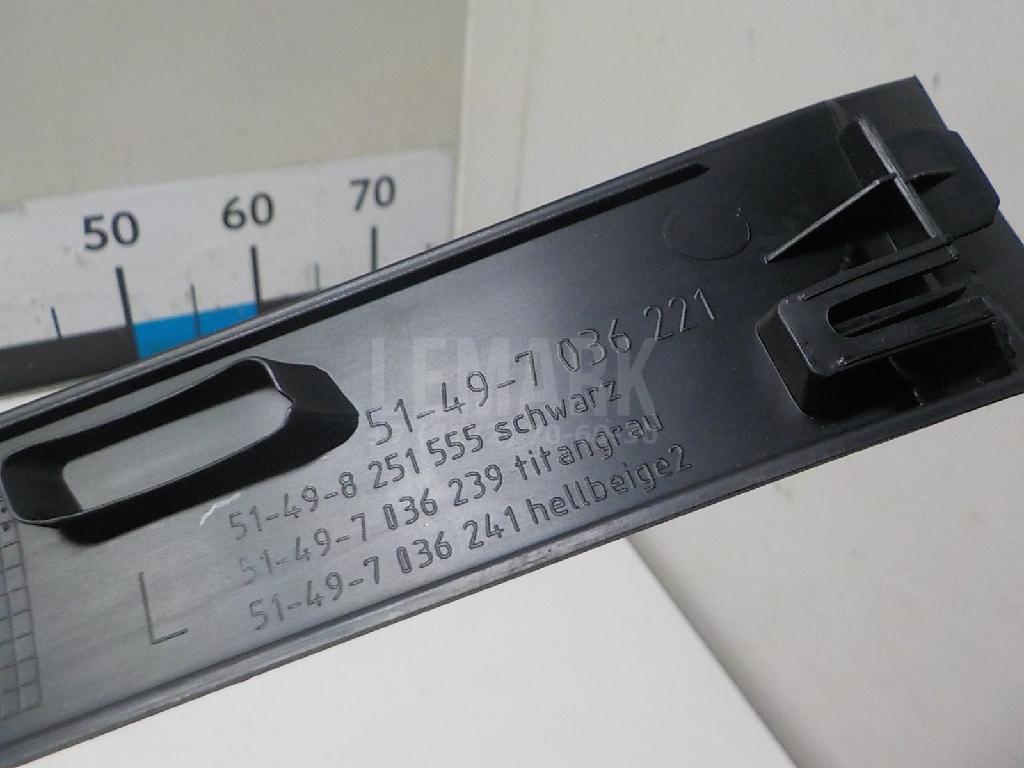 50 60 70
51-49-7 036 221
51-49-8 251 555 schwarz
51-49-7 036 239 titangrau
51-49-7 036 241 hellbeige2
L
LEMARK